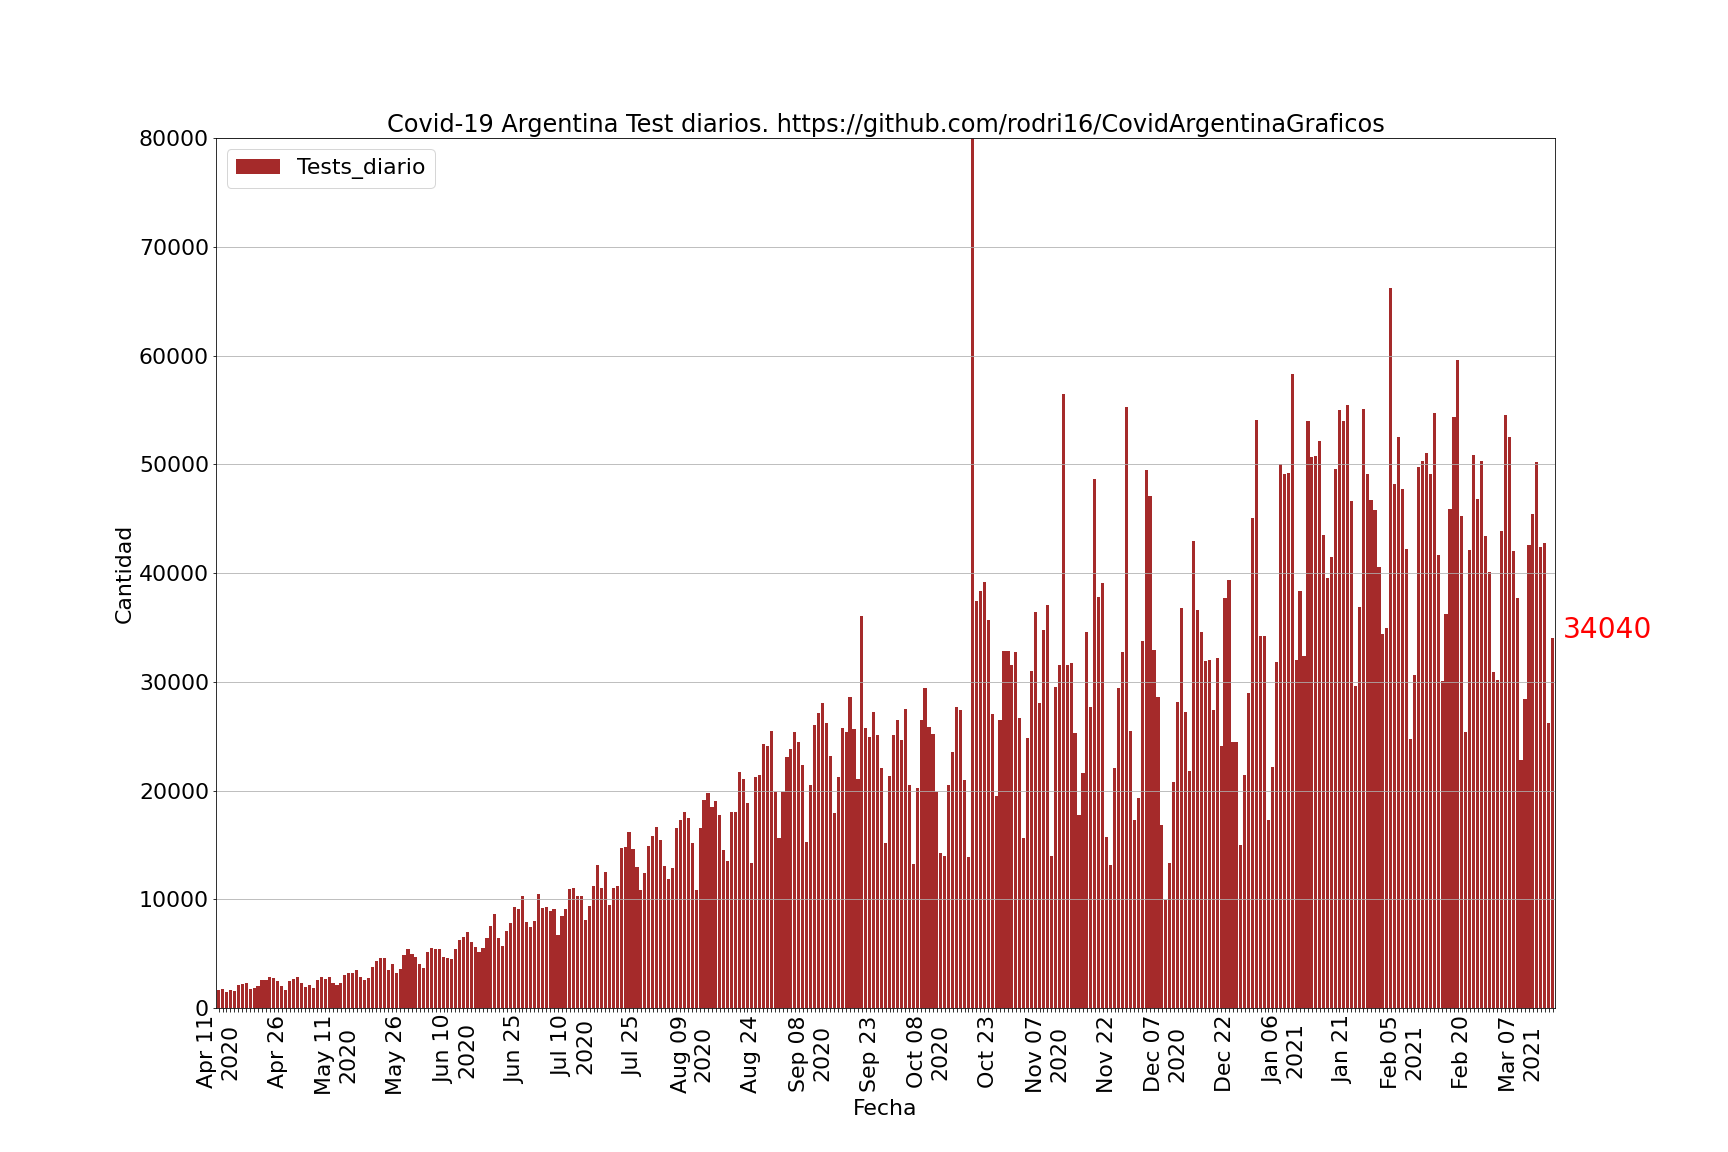 Covid-19 Argentina Test diarios. https://github.com/rodri16/CovidArgentinaGraficos
Tests_diario
80000
70000
60000
50000
40000
30000
20000
10000
0
Cantidad
34040
Apr 11
2020
Apr 26
May 11
2020
May 26
Jun 10
2020
Jun 25
Jul 10
2020
Jul 25
Aug 09
2020
Aug 24
Sep 08
2020
Sep 23
Oct 08
2020
Oct 23
Nov 07
2020
Nov 22
Dec 07
2020
Dec 22
Jan 06
2021
Jan 21
Feb 05
2021
Feb 20
Mar 07
2021
Fecha